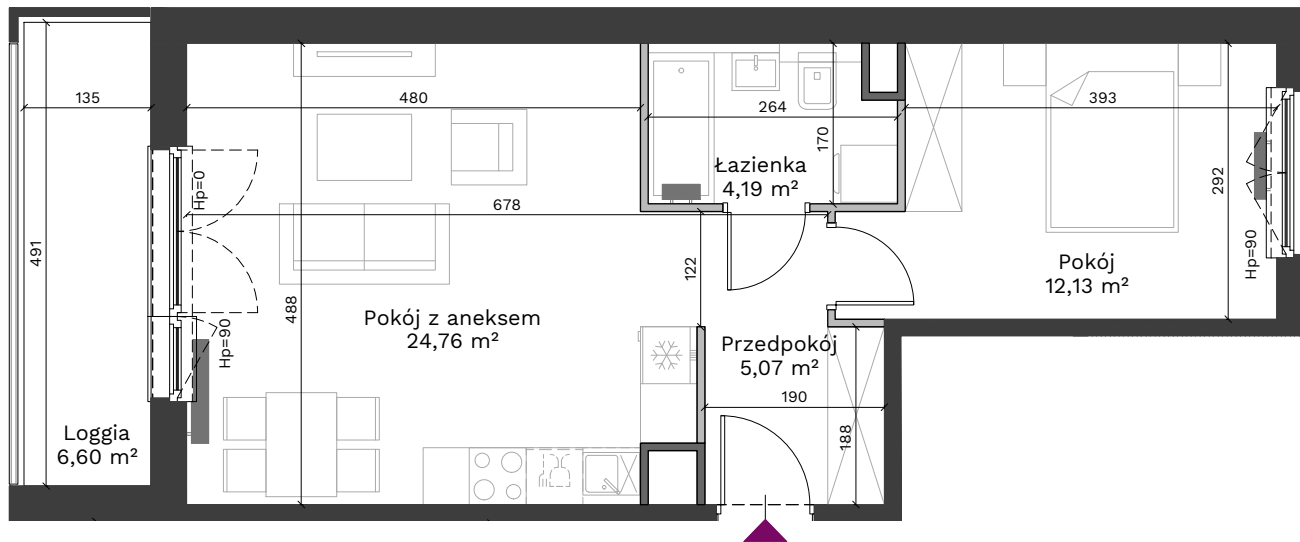 135
480
264
393
170
292
Łazienka
4,19 m²
Hp=0
678
491
488
122
Hp=90
Pokój
12,13 m²
Pokój z aneksem
24,76 m²
Hp=90
Przedpokój
5,07 m²
190
188
Loggia
6,60 m²